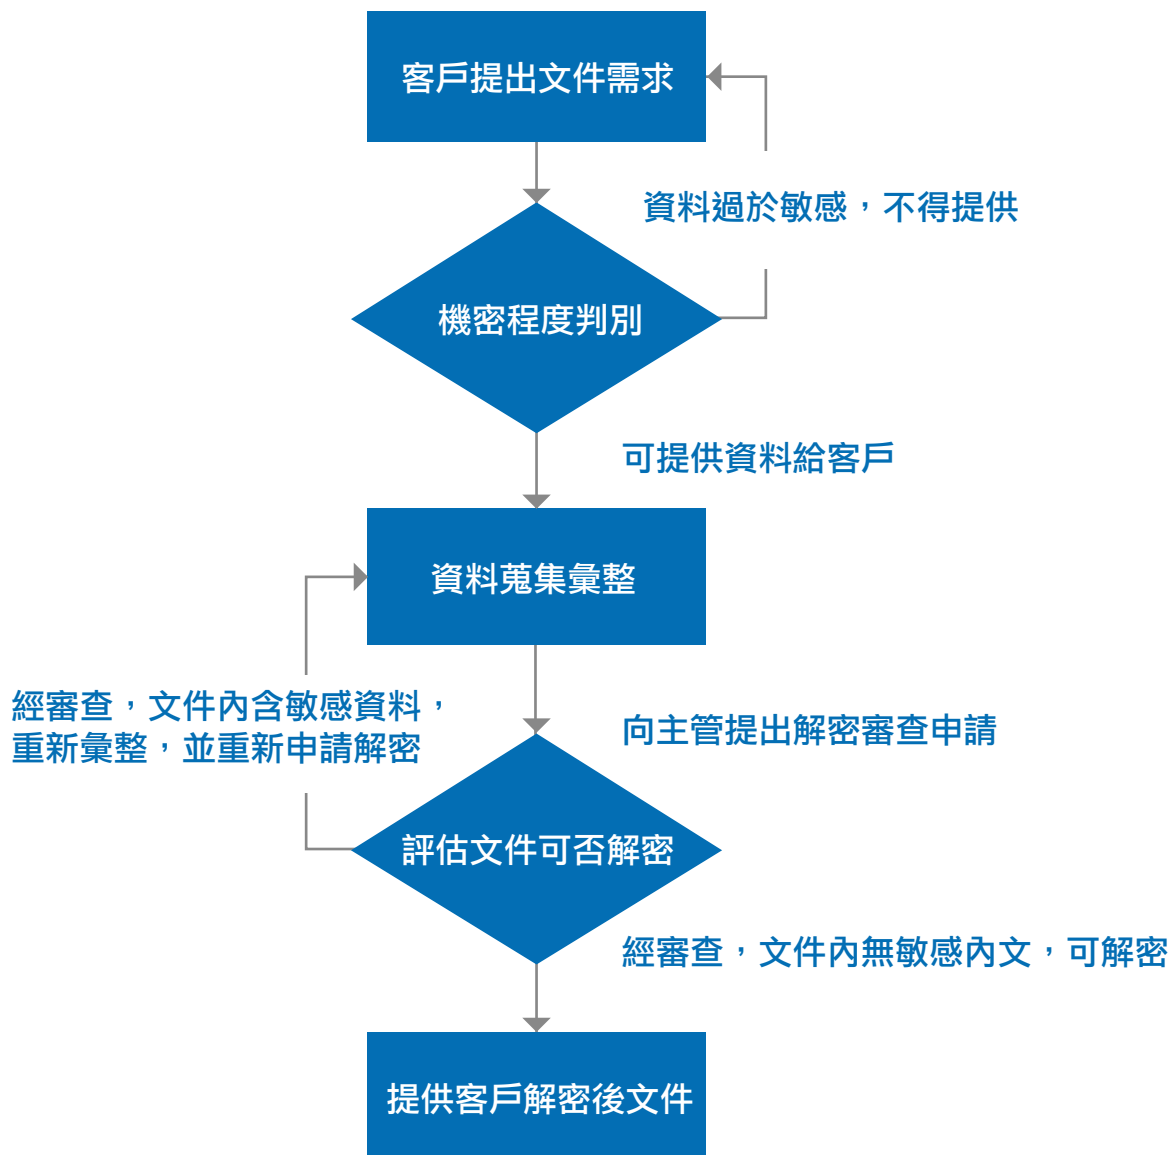 客戶提出文件需求
資料過於敏感，不得提供
機密程度判別
可提供資料給客戶
資料蒐集彙整
經審查，文件內含敏感資料，
重新彙整，並重新申請解密
向主管提出解密審查申請
評估文件可否解密
經審查，文件內無敏感內文，可解密
提供客戶解密後文件